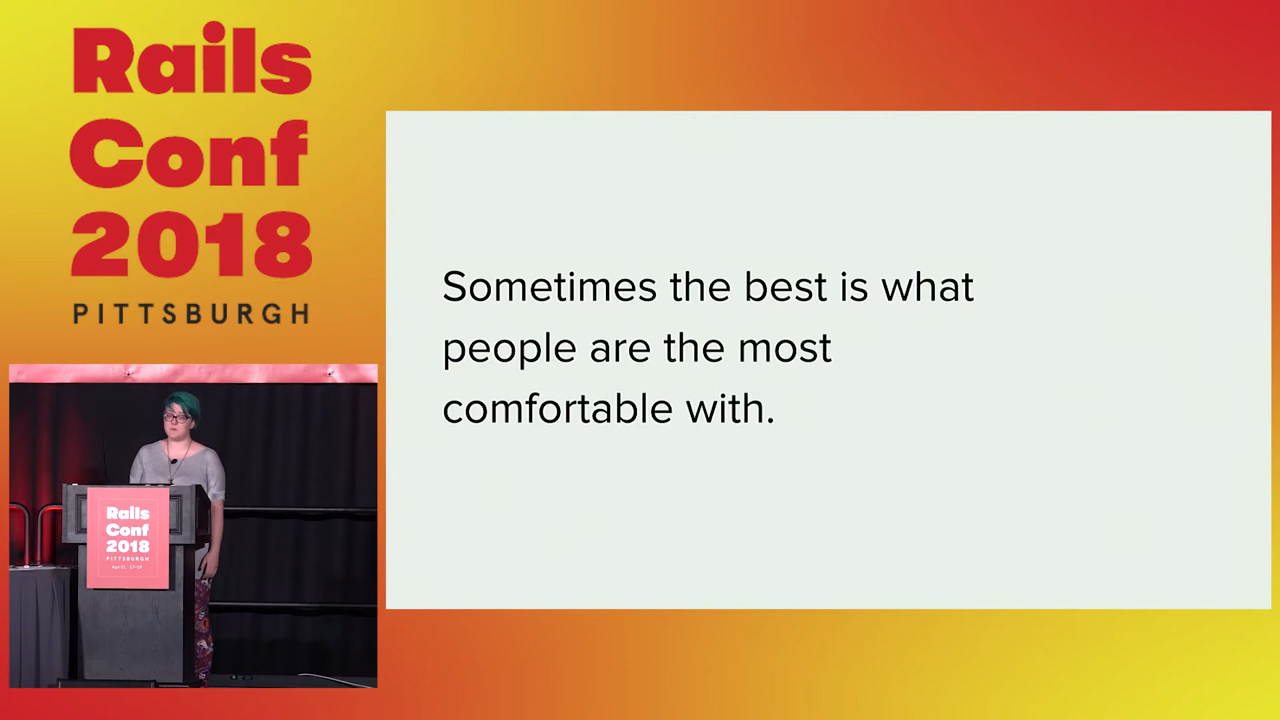 Rails
Conf
2018
PITTSBURGH
Sometimes the best is what
people are the most
comfortable with.
Rails
Conf
2018
PITTSBURGH